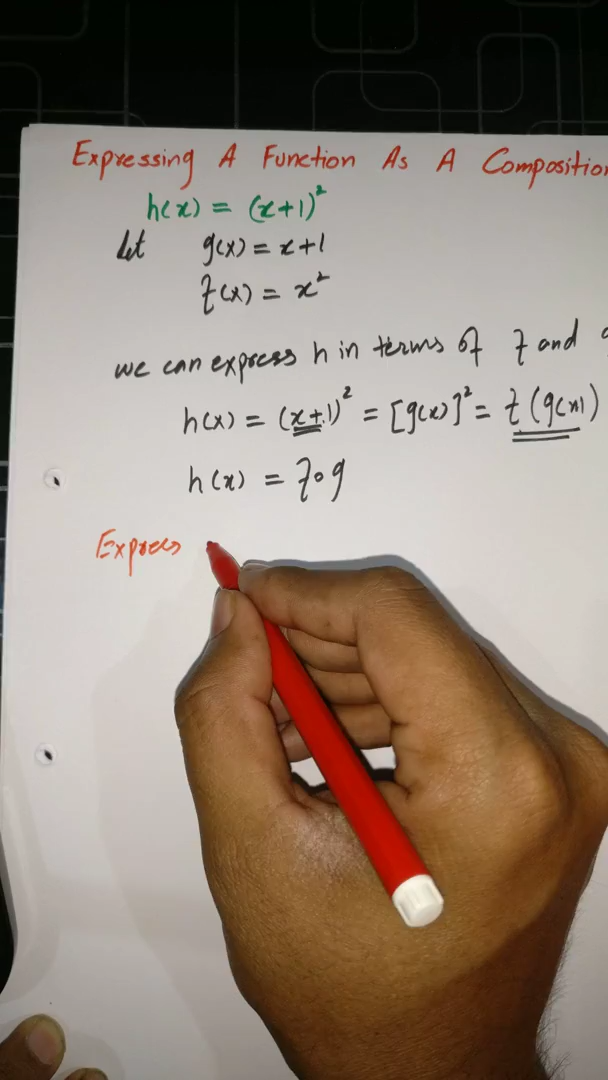 Expressing A Function As A Composition
h(x) = (x+1)²
Let g(x) = x+1
f(x) = x²
we can express h in terms of f and g
h(x) = (x+1)² = [g(x)]² = f(g(x))
h(x) = f∘g
Express